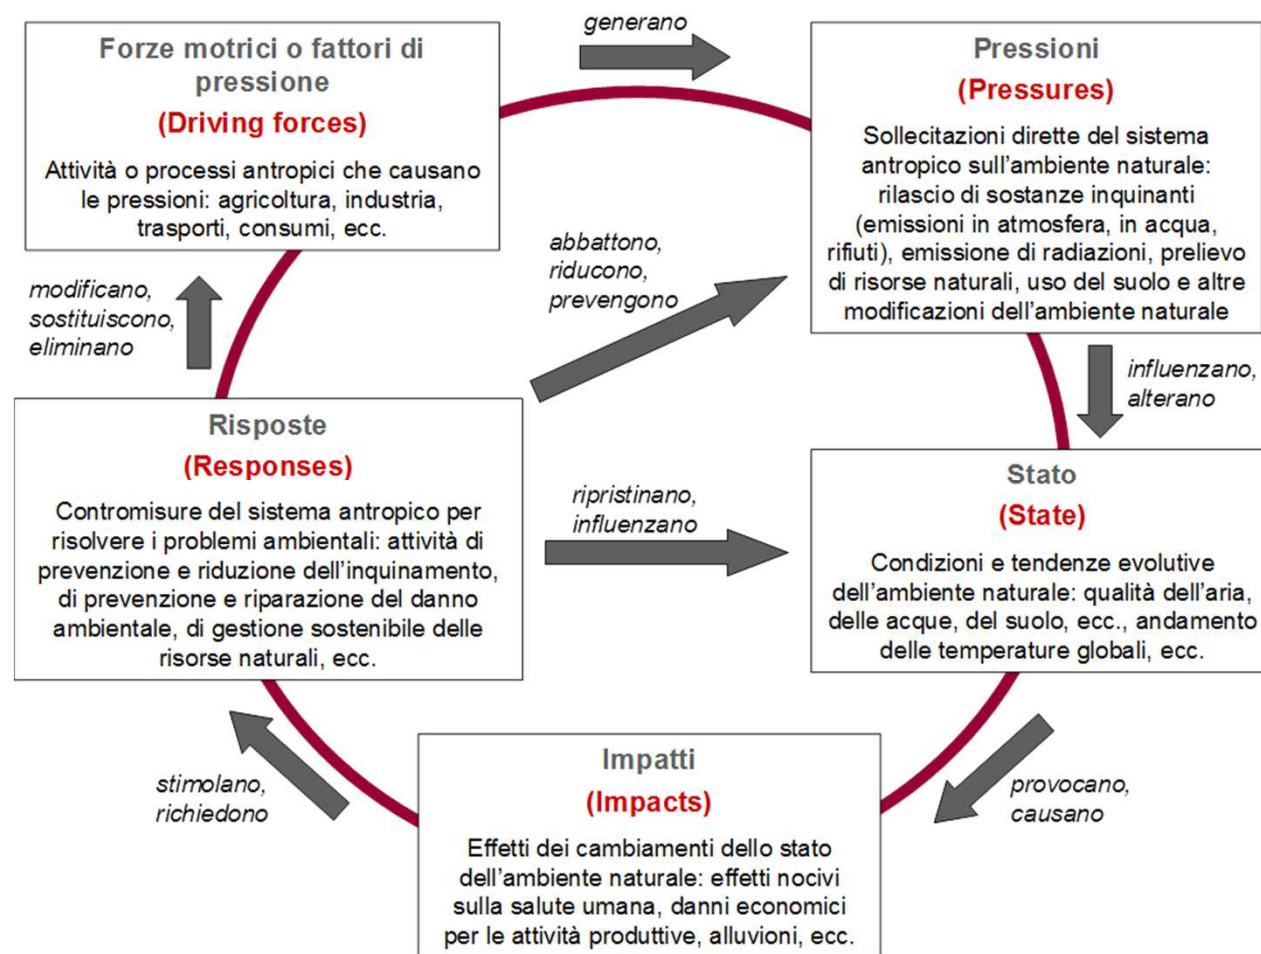 Forze motrici o fattori di
pressione
(Driving forces)
Attività o processi antropici che causano
le pressioni: agricoltura, industria,
trasporti, consumi, ecc.
generano
Pressioni
(Pressures)
Sollecitazioni dirette del sistema
antropico sull'ambiente naturale:
rilascio di sostanze inquinanti
(emissioni in atmosfera, in acqua,
rifiuti), emissione di radiazioni, prelievo
di risorse naturali, uso del suolo e altre
modificazioni dell'ambiente naturale
modificano,
sostituiscono,
eliminano
abbattono,
riducono,
prevengono
influenzano,
alterano
Risposte
(Responses)
Contromisure del sistema antropico per
risolvere i problemi ambientali: attività di
prevenzione e riduzione dell'inquinamento,
di prevenzione e riparazione del danno
ambientale, di gestione sostenibile delle
risorse naturali, ecc.
ripristinano,
influenzano
Stato
(State)
Condizioni e tendenze evolutive
dell'ambiente naturale: qualità dell'aria,
delle acque, del suolo, ecc., andamento
delle temperature globali, ecc.
stimolano,
richiedono
Impatti
(Impacts)
Effetti dei cambiamenti dello stato
dell'ambiente naturale: effetti nocivi
sulla salute umana, danni economici
per le attività produttive, alluvioni, ecc.
provocano,
causano